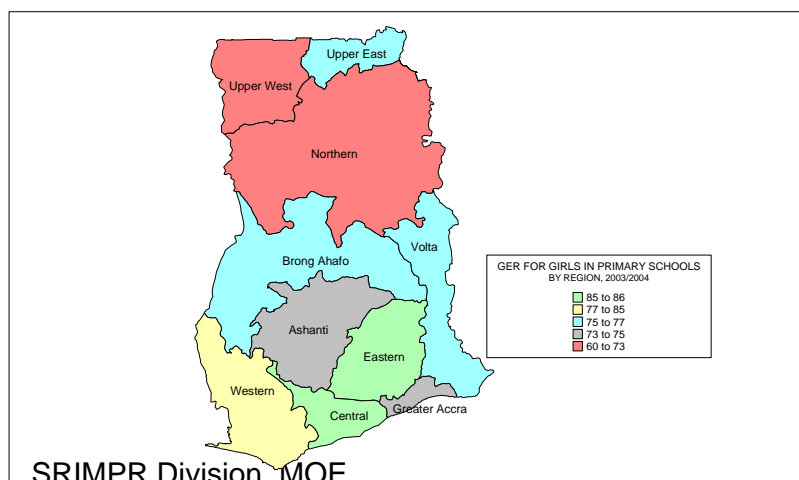 Upper East
Upper West
Northern
Volta
Brong Ahafo
GER FOR GIRLS IN PRIMARY SCHOOLS
BY REGION, 2003/2004
85 to 86
77 to 85
75 to 77
73 to 75
60 to 73
Ashanti
Eastern
Western
Central
Greater Accra
SRIMPR Division, MOE